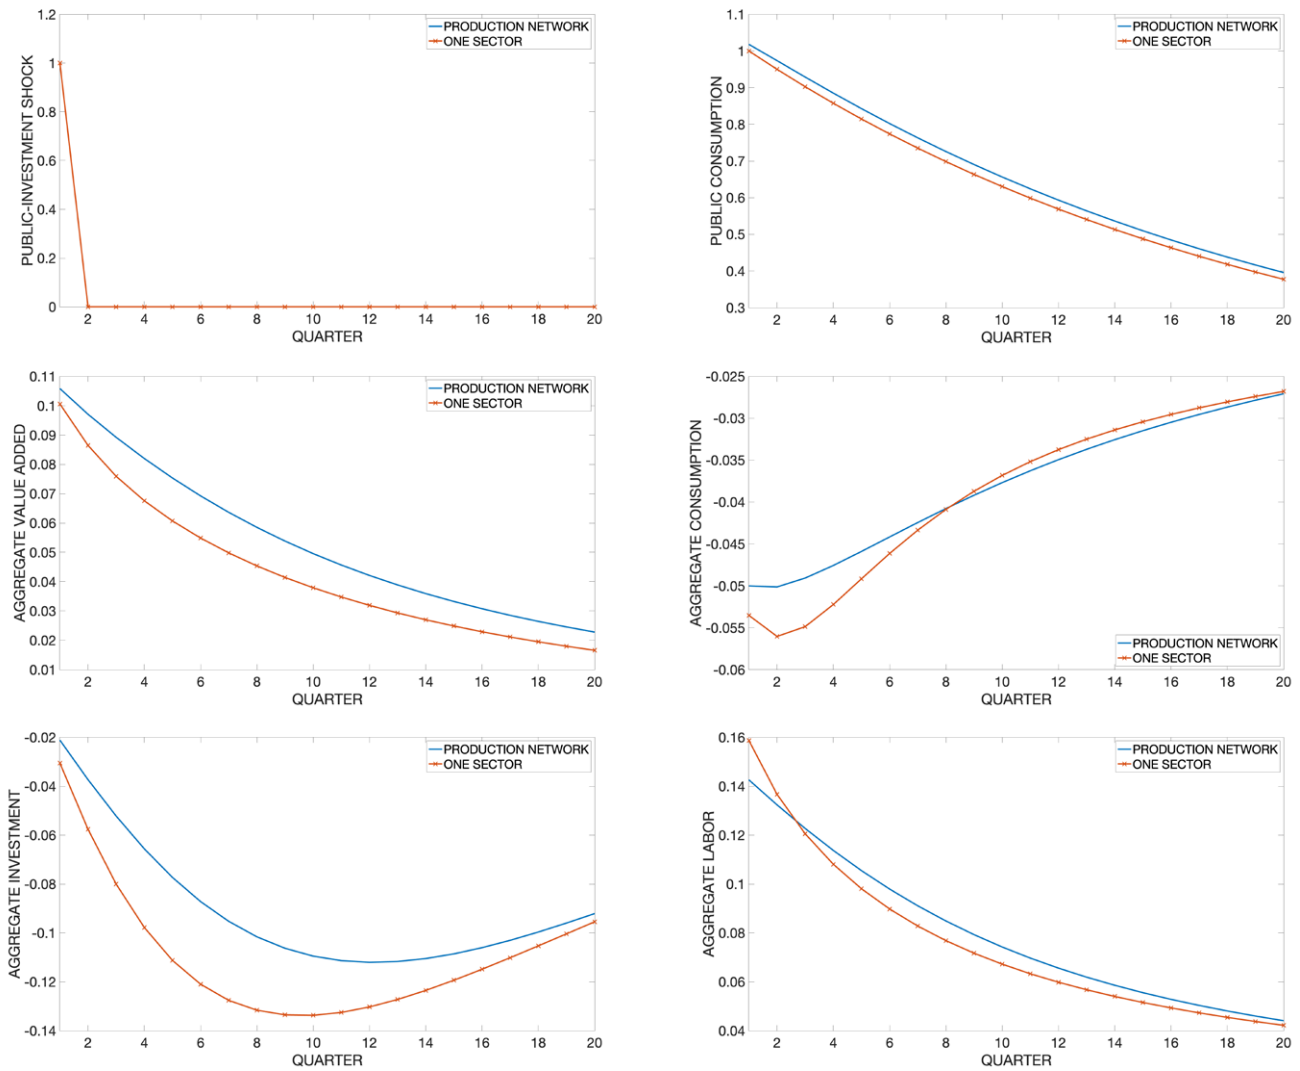 PUBLIC-INVESTMENT SHOCK
1.2
1
0.8
0.6
0.4
0.2
0
PRODUCTION NETWORK
ONE SECTOR
2 4 6 8 10 12 14 16 18 20
QUARTER
PUBLIC CONSUMPTION
1.1
1
0.9
0.8
0.7
0.6
0.5
0.4
0.3
PRODUCTION NETWORK
ONE SECTOR
2 4 6 8 10 12 14 16 18 20
QUARTER
AGGREGATE VALUE ADDED
0.11
0.1
0.09
0.08
0.07
0.06
0.05
0.04
0.03
0.02
0.01
PRODUCTION NETWORK
ONE SECTOR
2 4 6 8 10 12 14 16 18 20
QUARTER
AGGREGATE CONSUMPTION
-0.025
-0.03
-0.035
-0.04
-0.045
-0.05
-0.055
-0.06
PRODUCTION NETWORK
ONE SECTOR
2 4 6 8 10 12 14 16 18 20
QUARTER
AGGREGATE INVESTMENT
-0.02
-0.04
-0.06
-0.08
-0.1
-0.12
-0.14
PRODUCTION NETWORK
ONE SECTOR
2 4 6 8 10 12 14 16 18 20
QUARTER
AGGREGATE LABOR
0.16
0.14
0.12
0.1
0.08
0.06
0.04
PRODUCTION NETWORK
ONE SECTOR
2 4 6 8 10 12 14 16 18 20
QUARTER